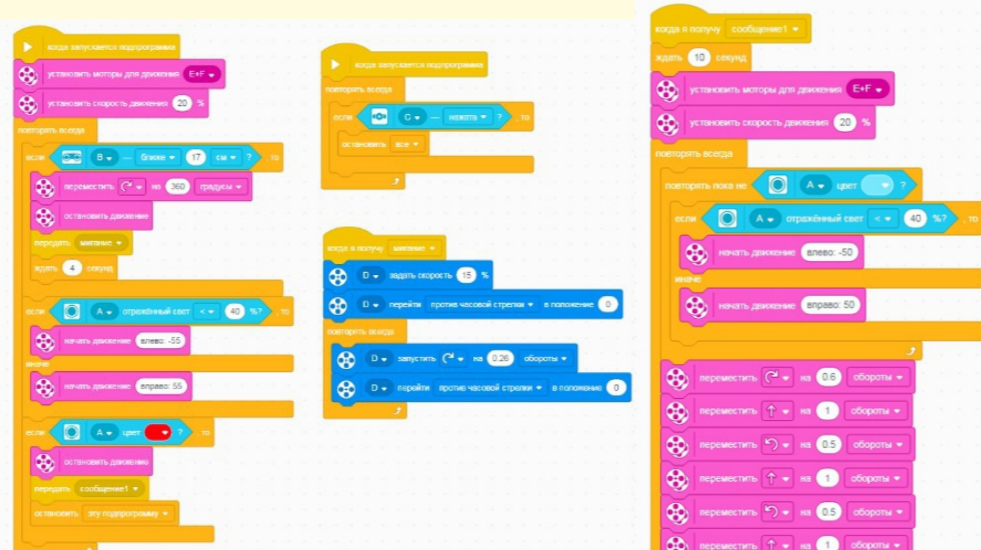 когда запускается подпрограмма
установить моторы для движения E+F
установить скорость движения 20 %
повторять всегда
если B — ближе 17 см ? , то
переместить на 360 градусы
остановить движение
передать мигание
ждать 4 секунд
если A отражённый свет < 40 %? , то
начать движение влево: -55
иначе
начать движение вправо: 55
если A цвет ? , то
остановить движение
передать сообщение1
остановить эту подпрограмму
когда запускается подпрограмма
повторять всегда
если C — нажата ? , то
остановить все
когда я получу мигание
D задать скорость 15 %
D перейти против часовой стрелки в положение 0
повторять всегда
D запустить на 0.26 обороты
D перейти против часовой стрелки в положение 0
когда я получу сообщение1
ждать 10 секунд
установить моторы для движения E+F
установить скорость движения 20 %
повторять всегда
повторять пока не A цвет ?
если A отражённый свет < 40 %? , то
начать движение влево: -50
иначе
начать движение вправо: 50
переместить на 0.6 обороты
переместить на 1 обороты
переместить на 0.5 обороты
переместить на 1 обороты
переместить на 0.5 обороты
переместить на 1 обороты